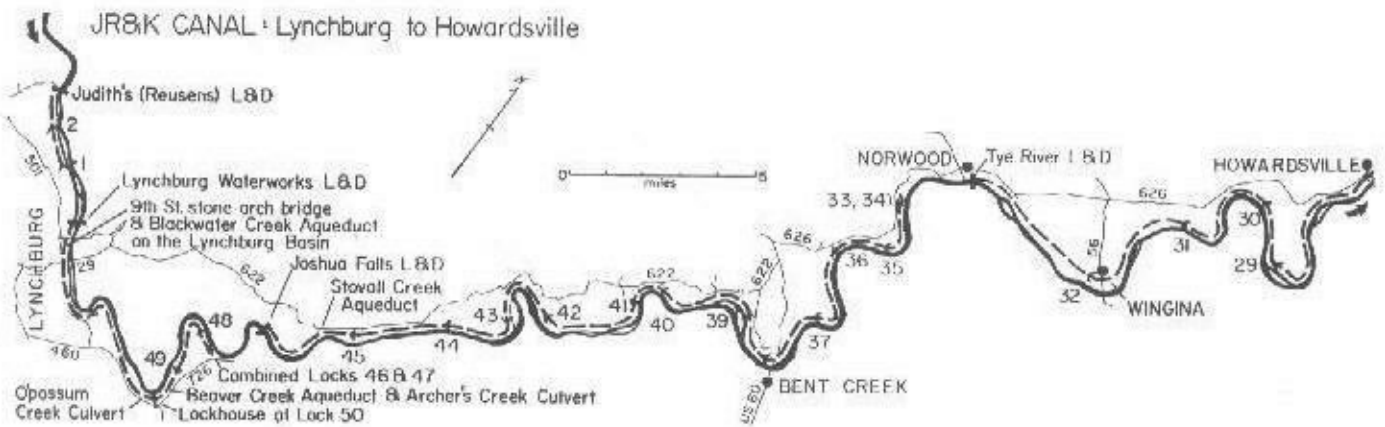 JR&K CANAL: Lynchburg to Howardsville
Judith's (Reusens) L&D
2
1
501
Lynchburg Waterworks L&D
9th St. stone arch bridge
& Blackwater Creek Aqueduct
on the Lynchburg Basin
LYNCHBURG
29
622
Joshua Falls L&D
Stovall Creek
Aqueduct
460
48
49
726
Combined Locks 46 & 47
Beaver Creek Aqueduct & Archer's Creek Culvert
O'possum
Creek Culvert
Lockhouse at Lock 50
45
44
43
42
622
41
40
39
622
626
BENT CREEK
US 60
37
36
35
33, 34
0
miles
5
NORWOOD
Tye River L&D
626
56
32
WINGINA
31
30
29
HOWARDSVILLE